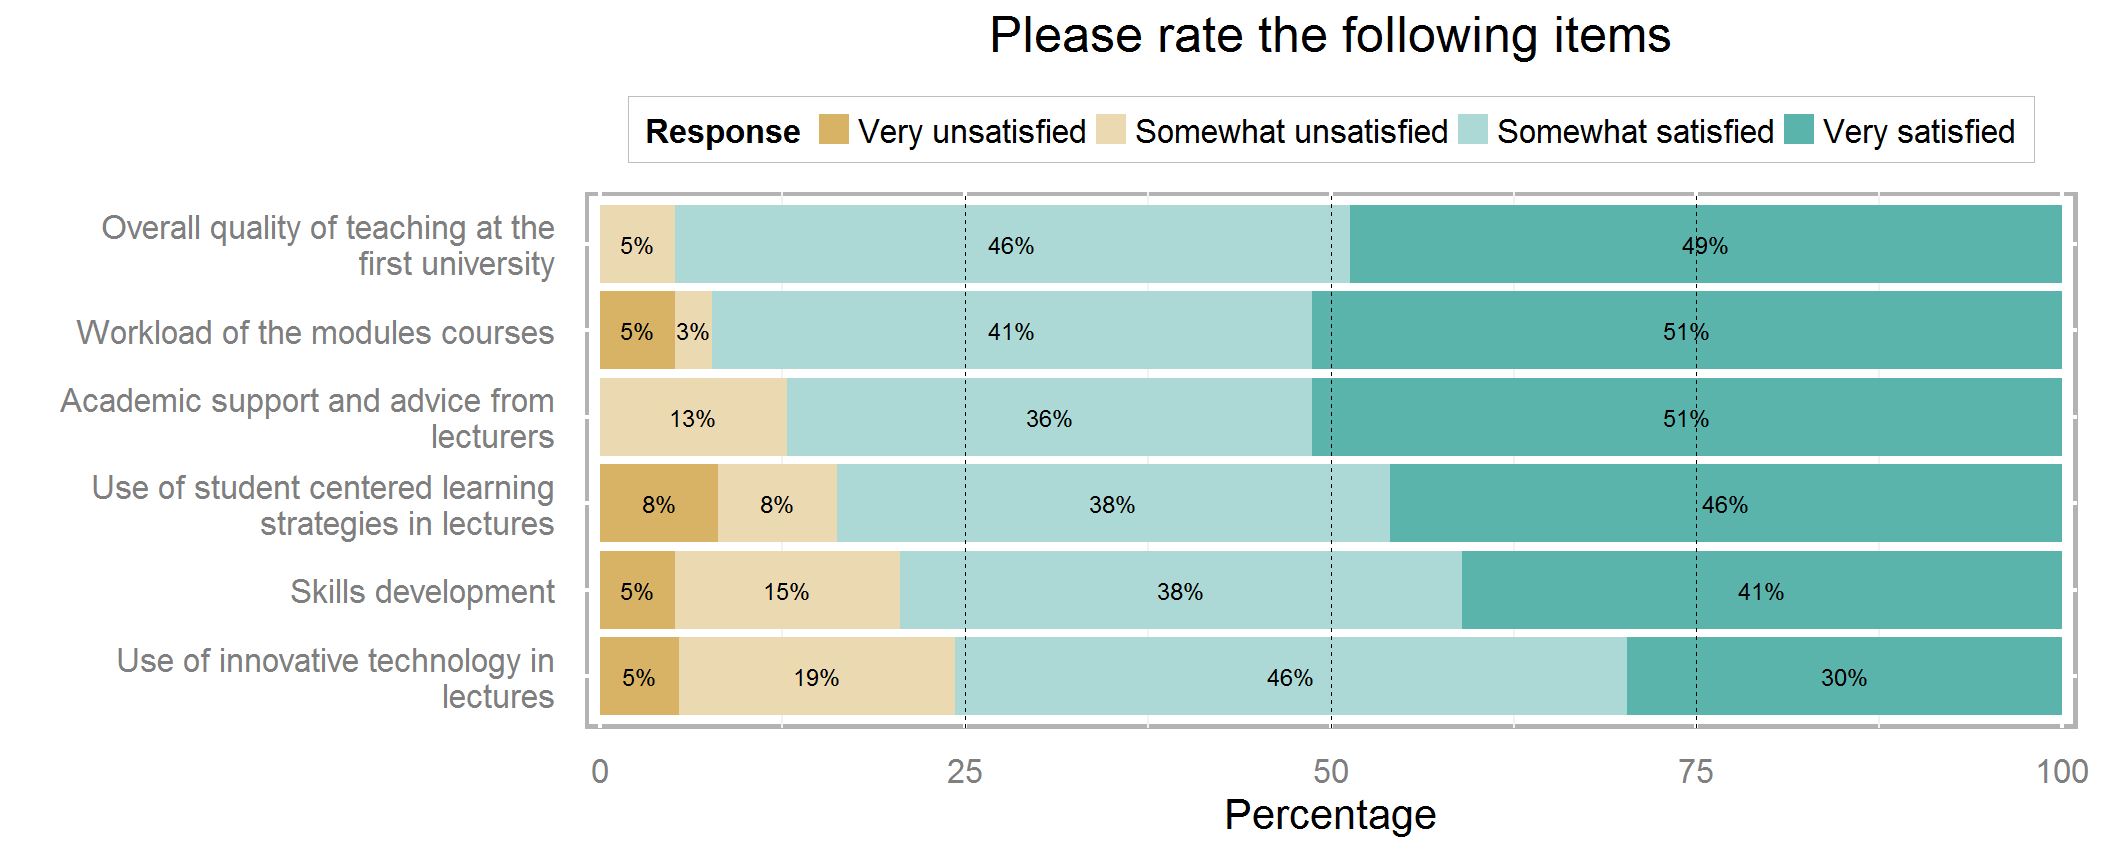 Please rate the following items
Response Very unsatisfied Somewhat unsatisfied Somewhat satisfied Very satisfied
Overall quality of teaching at the
first university
5% 46% 49%
Workload of the modules courses
5% 3% 41% 51%
Academic support and advice from
lecturers
13% 36% 51%
Use of student centered learning
strategies in lectures
8% 8% 38% 46%
Skills development
5% 15% 38% 41%
Use of innovative technology in
lectures
5% 19% 46% 30%
0 25 50 75 100
Percentage